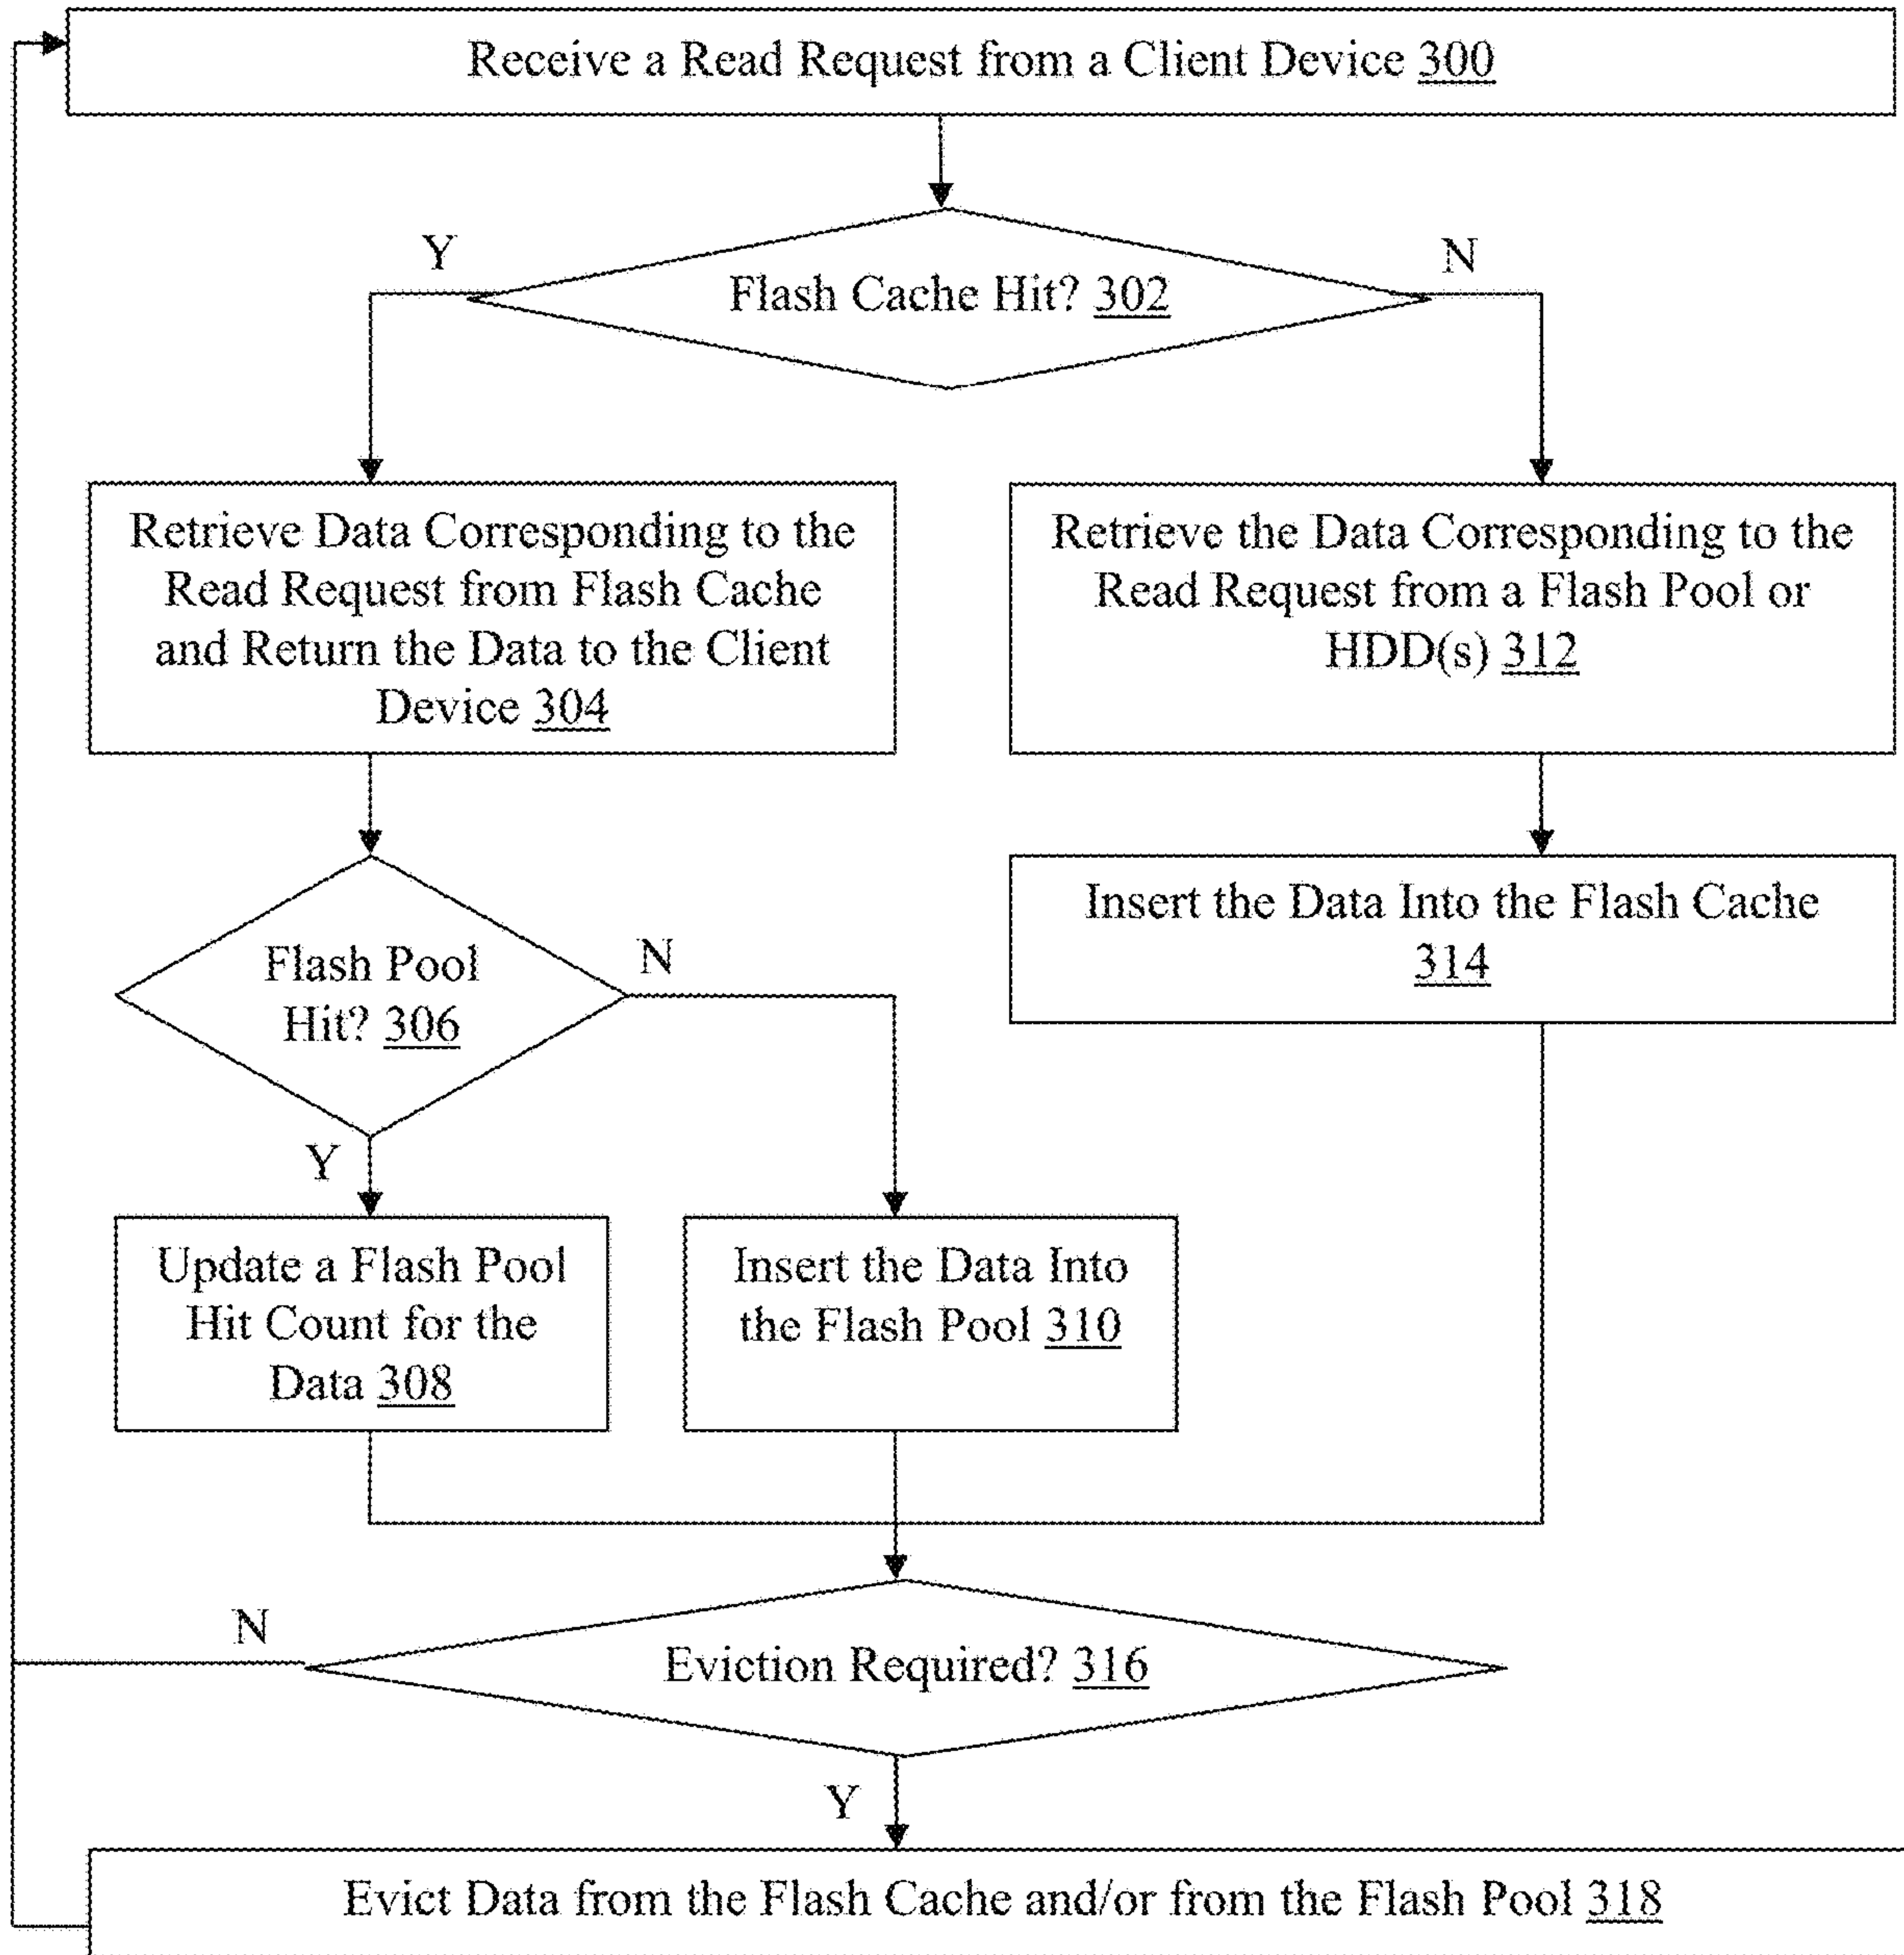 Receive a Read Request from a Client Device 300
Y
N
Flash Cache Hit? 302
Retrieve Data Corresponding to the
Read Request from Flash Cache
and Return the Data to the Client
Device 304
Retrieve the Data Corresponding to the
Read Request from a Flash Pool or
HDD(s) 312
Flash Pool
Hit? 306
N
Y
Insert the Data Into the Flash Cache
314
Update a Flash Pool
Hit Count for the
Data 308
Insert the Data Into
the Flash Pool 310
N
Eviction Required? 316
Y
Evict Data from the Flash Cache and/or from the Flash Pool 318